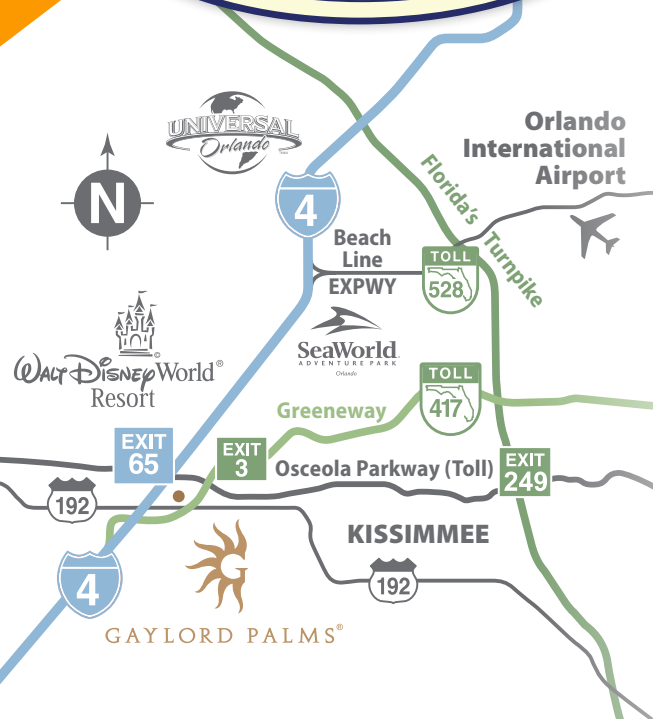 UNIVERSAL
Orlando
Orlando
International
Airport
N
4
Florida's
Turnpike
Beach
Line
EXPWY
TOLL
528
SeaWorld
ADVENTURE PARK
Orlando
Walt Disney World®
Resort
TOLL
417
Greeneway
EXIT
65
EXIT
3
Osceola Parkway (Toll)
EXIT
249
192
KISSIMMEE
192
4
G
GAYLORD PALMS®